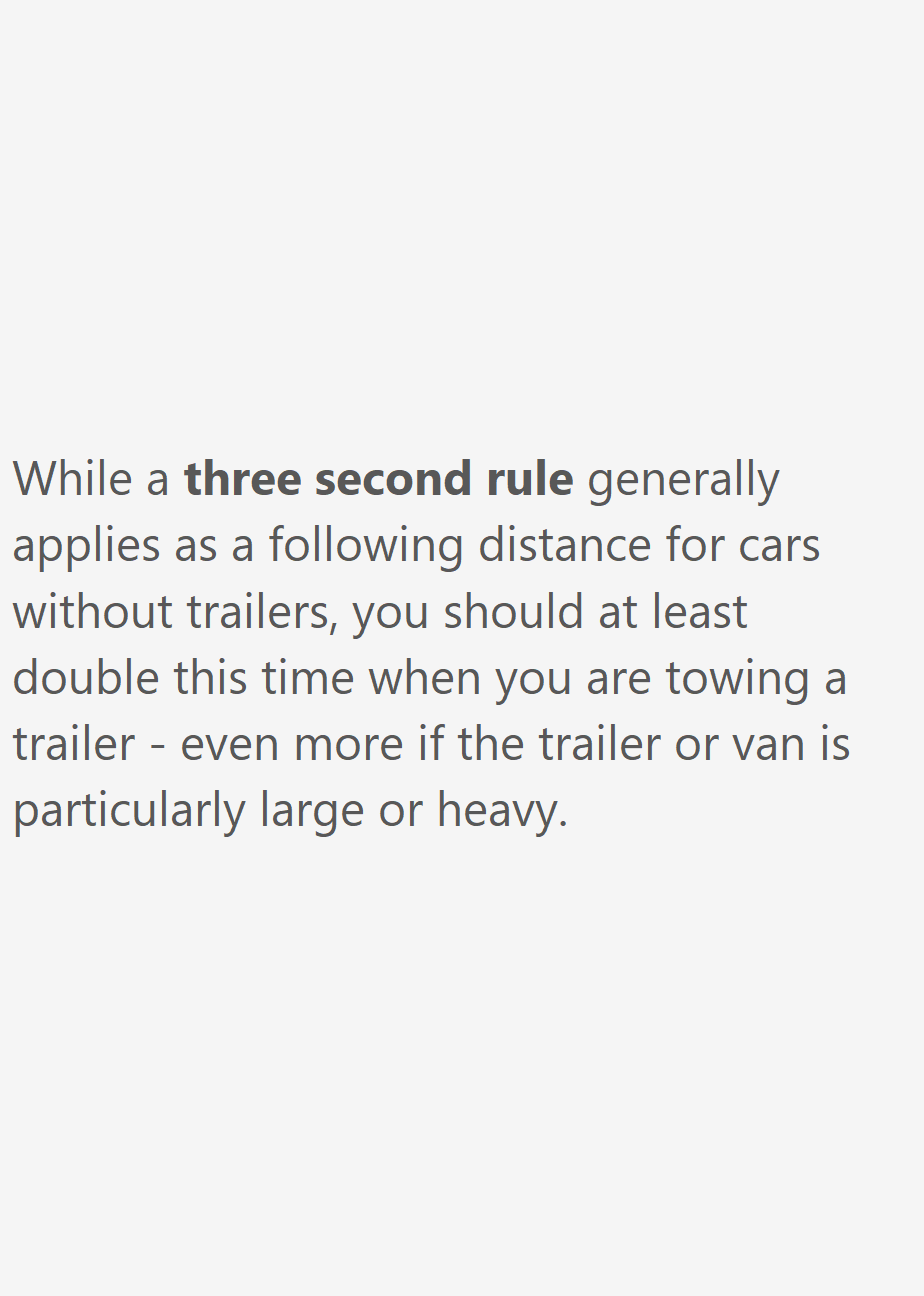 While a three second rule generally
applies as a following distance for cars
without trailers, you should at least
double this time when you are towing a
trailer - even more if the trailer or van is
particularly large or heavy.